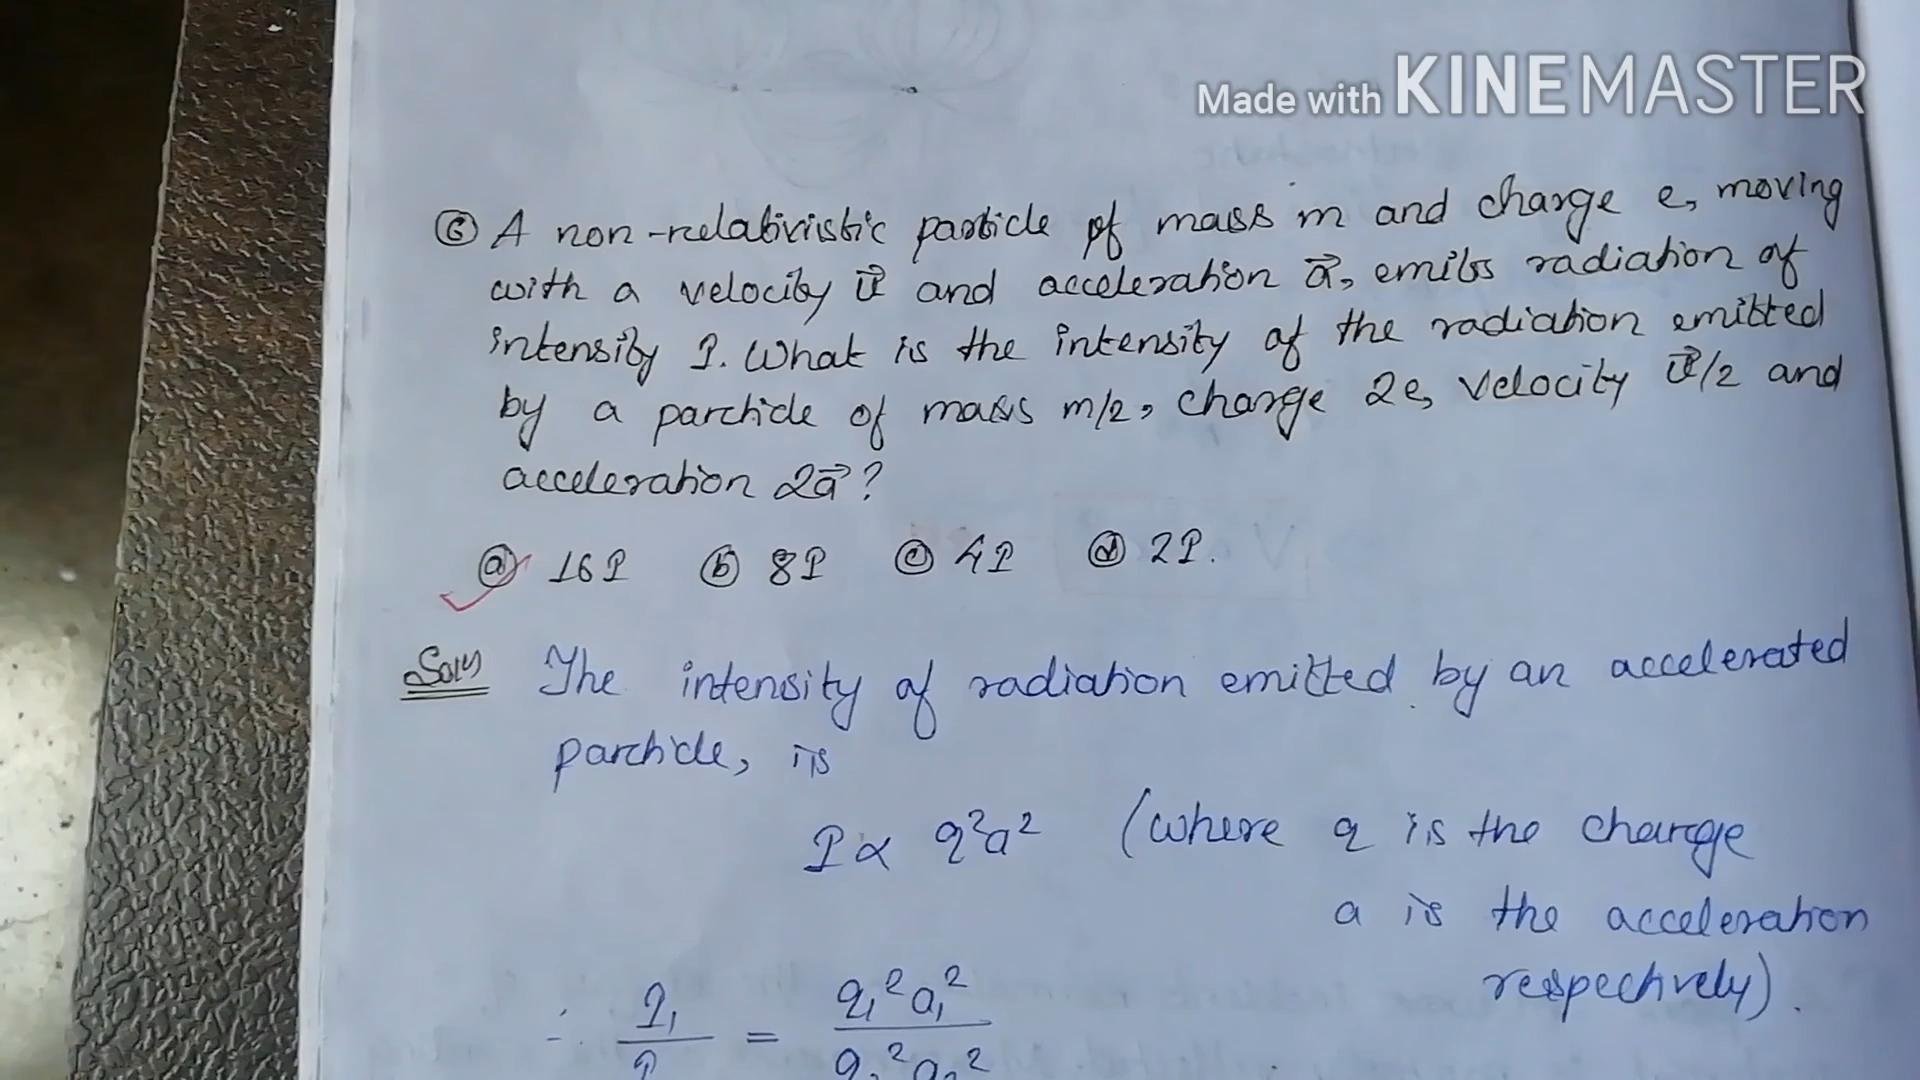 Made with KINEMASTER
⑥ A non-relativistic particle of mass m and charge e, moving
with a velocity v⃗ and acceleration a⃗, emits radiation of
intensity I. What is the intensity of the radiation emitted
by a particle of mass m/2, charge 2e, velocity v⃗/2 and
acceleration 2a⃗?
ⓐ 16I ⓑ 8I ⓒ 4I ⓓ 2I.
Soln The intensity of radiation emitted by an accelerated
particle, is
I ∝ q²a² (where q is the charge
a is the acceleration
respectively).
∴ I₁/I = q₁²a₁²/q₂²a₂²